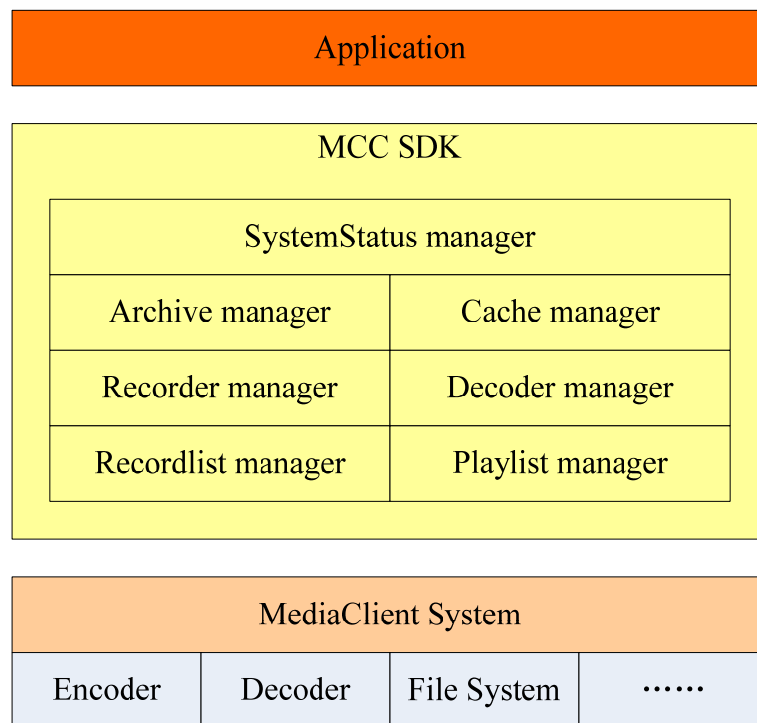 Application
MCC SDK
SystemStatus manager
Archive manager
Cache manager
Recorder manager
Decoder manager
Recordlist manager
Playlist manager
MediaClient System
Encoder
Decoder
File System
……